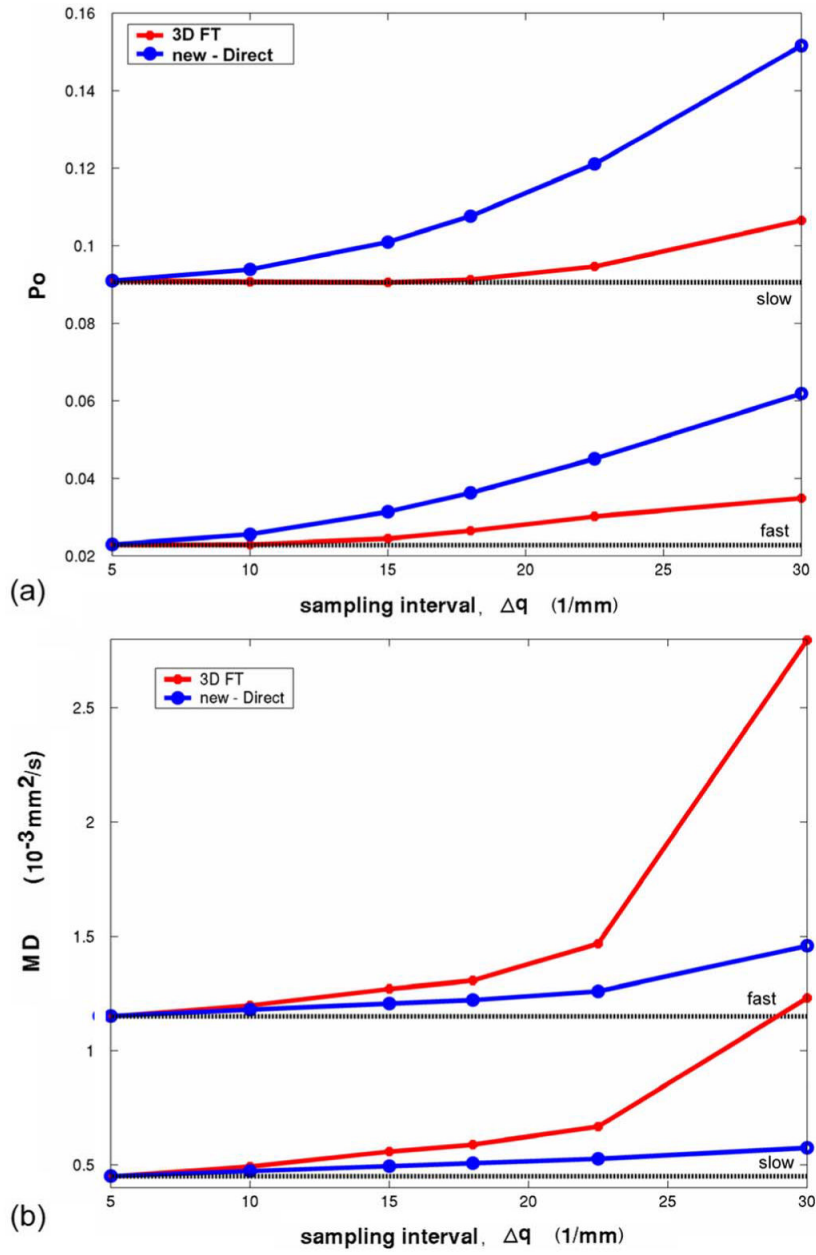 0.16
3D FT
new - Direct
0.14
0.12
0.1
Po
slow
0.08
0.06
0.04
fast
0.02
5 10 15 20 25 30
(a)
sampling interval, Δq (1/mm)
3D FT
new - Direct
2.5
2
MD (10-3mm2/s)
1.5
fast
1
0.5
slow
5 10 15 20 25 30
(b)
sampling interval, Δq (1/mm)